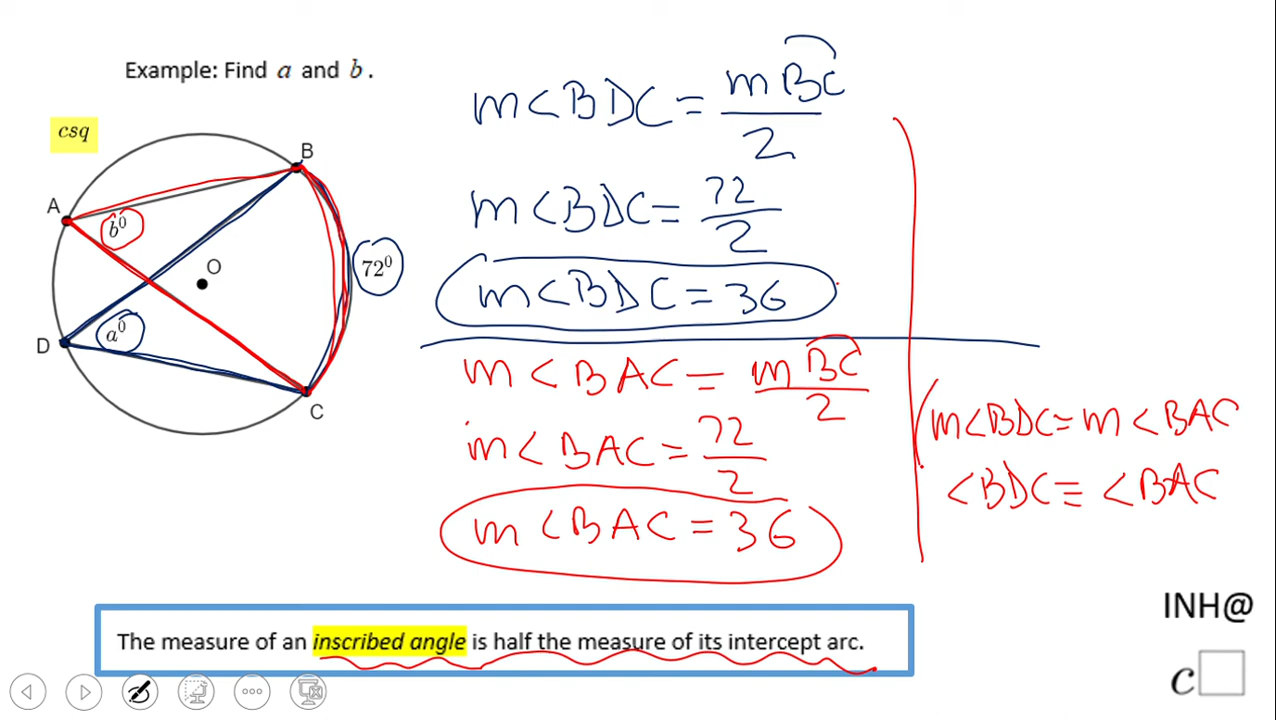 Example: Find a and b.
csq
B
A
b⁰
O
72⁰
D
a⁰
C
m<BDC = mBC/2
m<BDC = 72/2
m<BDC = 36
m<BAC = mBC/2
m<BAC = 72/2
m<BAC = 36
m<BDC = m<BAC
<BDC ≅ <BAC
The measure of an inscribed angle is half the measure of its intercept arc.
INH@
c